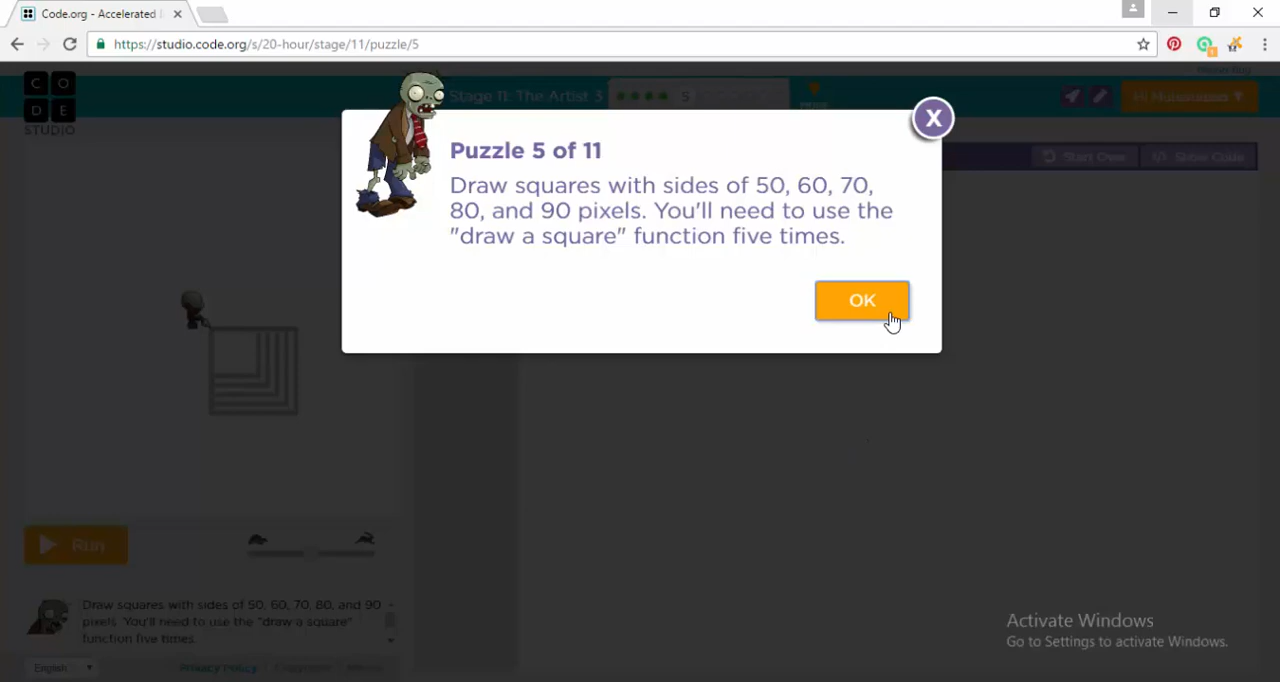 Code.org - Accelerated
https://studio.code.org/s/20-hour/stage/11/puzzle/5
C O
D E
STUDIO
Stage 11: The Artist 3
5
Start Over
Show Code
Puzzle 5 of 11
Draw squares with sides of 50, 60, 70,
80, and 90 pixels. You'll need to use the
"draw a square" function five times.
OK
X
Run
Draw squares with sides of 50, 60, 70, 80, and 90
pixels. You'll need to use the "draw a square"
function five times.
English
Privacy Policy
Activate Windows
Go to Settings to activate Windows.